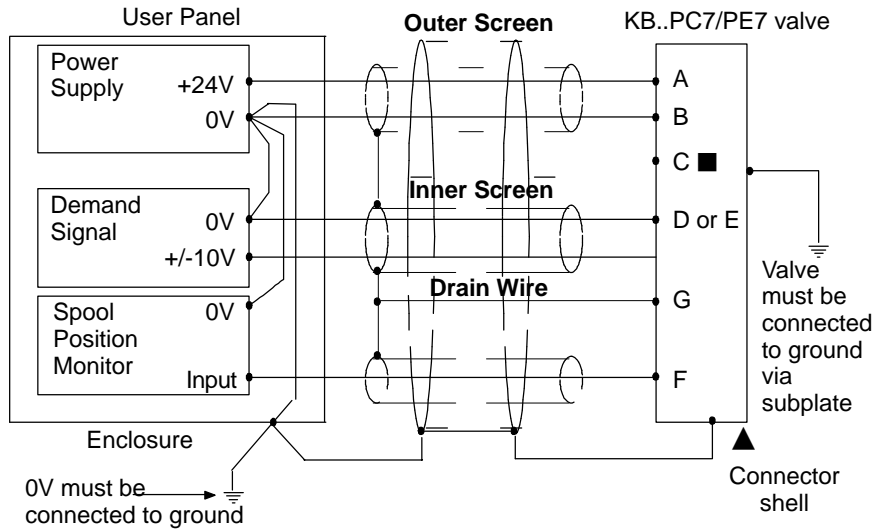 User Panel
Outer Screen
KB..PC7/PE7 valve
Power
Supply
+24V
0V
A
B
C ■
Inner Screen
Demand
Signal
0V
+/-10V
D or E
Drain Wire
Spool
Position
Monitor
0V
Input
G
F
Valve
must be
connected
to ground
via
subplate
Enclosure
▲
Connector
shell
0V must be
connected to ground